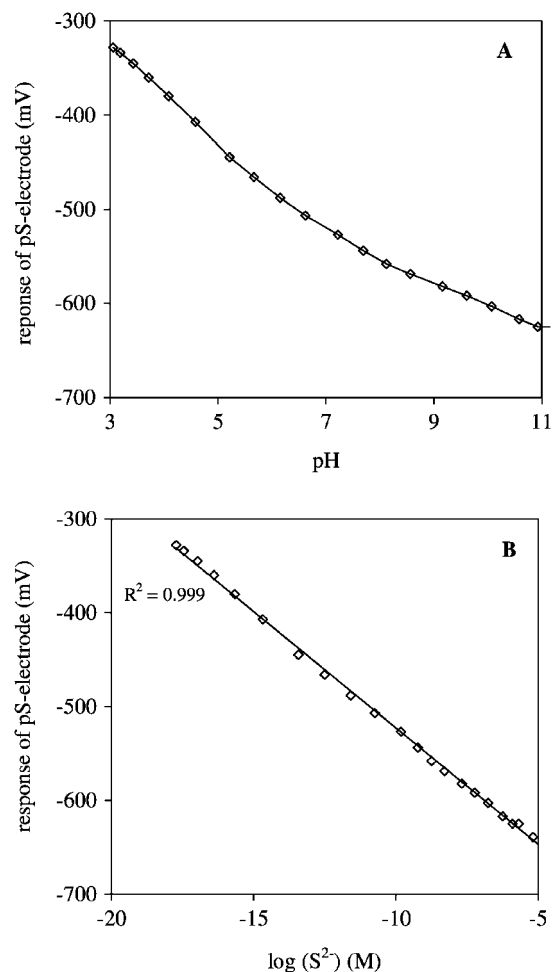 A
reponse of pS-electrode (mV)
-300
-400
-500
-600
-700
3
5
7
9
11
pH
B
R² = 0.999
response of pS-electrode (mV)
-300
-400
-500
-600
-700
-20
-15
-10
-5
log (S²⁻) (M)